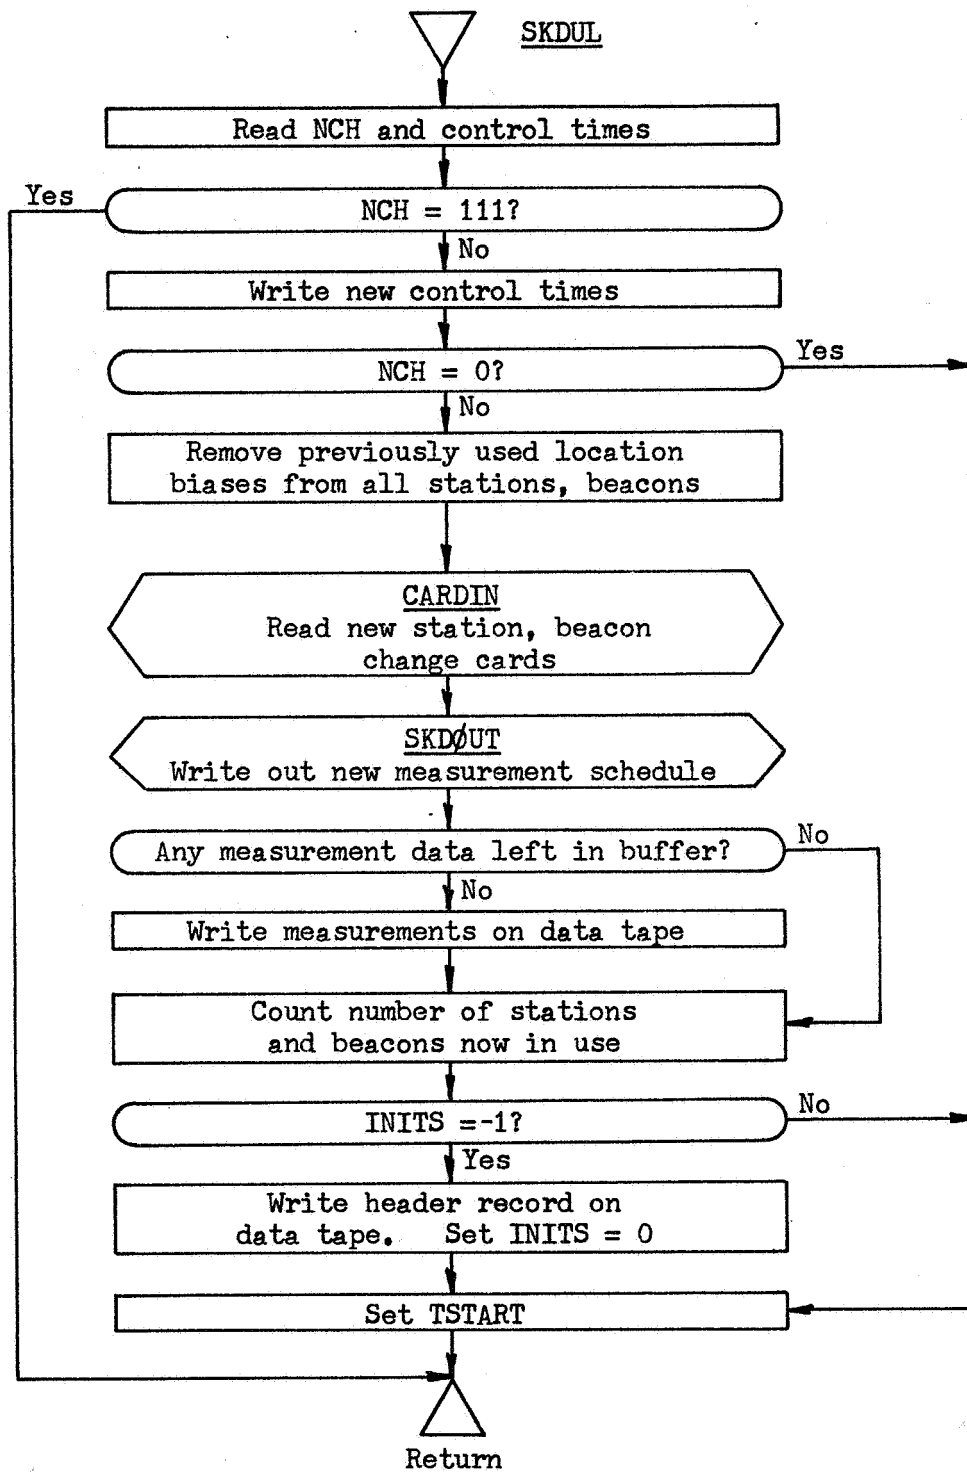 SKDUL
Read NCH and control times
Yes
NCH = 111?
No
Write new control times
NCH = 0?
Yes
No
Remove previously used location
biases from all stations, beacons
CARDIN
Read new station, beacon
change cards
SKDØUT
Write out new measurement schedule
Any measurement data left in buffer?
No
No
Write measurements on data tape
Count number of stations
and beacons now in use
INITS =-1?
No
Yes
Write header record on
data tape. Set INITS = 0
Set TSTART
Return